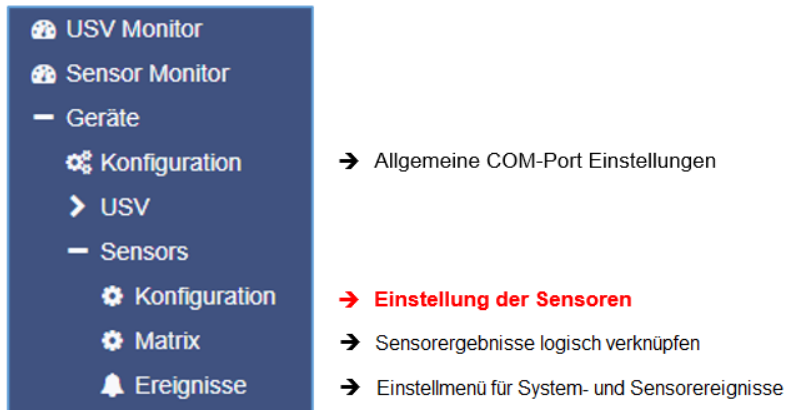 USV Monitor
Sensor Monitor
Geräte
Konfiguration → Allgemeine COM-Port Einstellungen
USV
Sensors
Konfiguration → Einstellung der Sensoren
Matrix → Sensorergebnisse logisch verknüpfen
Ereignisse → Einstellmenü für System- und Sensorereignisse